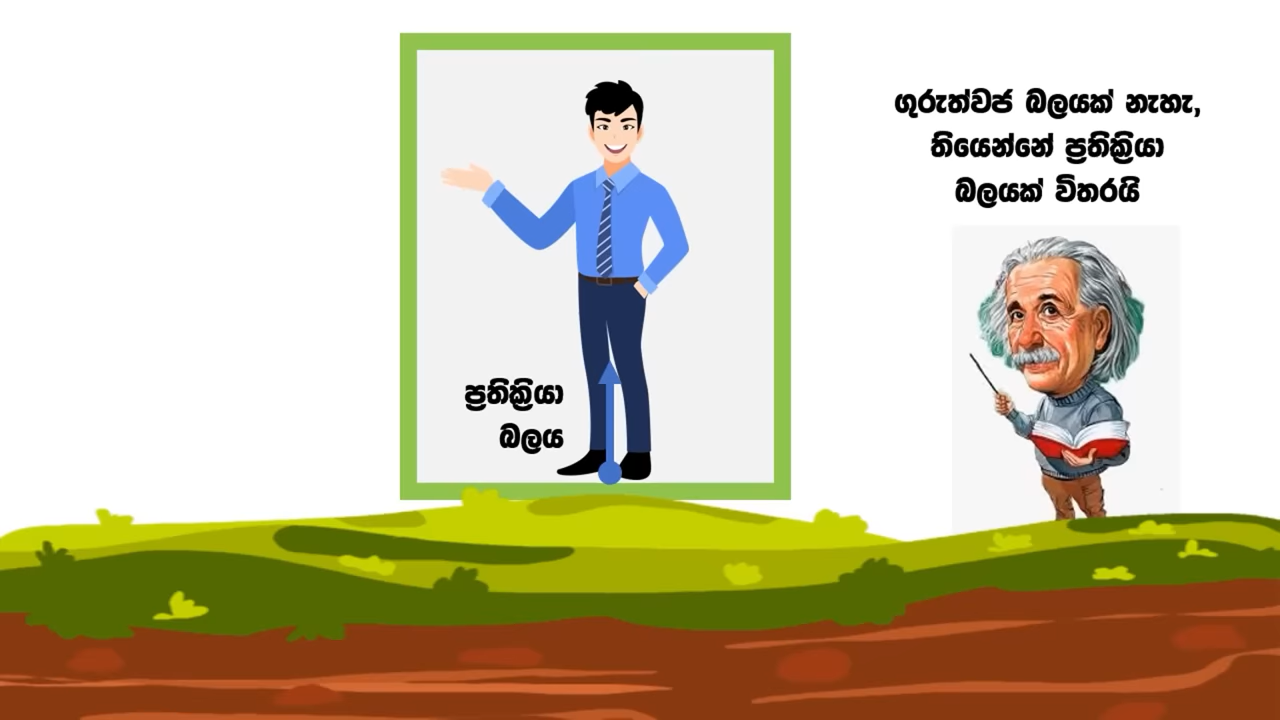 ගුරුත්වජ බලයක් නැහැ,
තියෙන්නේ ප්‍රතික්‍රියා
බලයක් විතරයි
ප්‍රතික්‍රියා
බලය